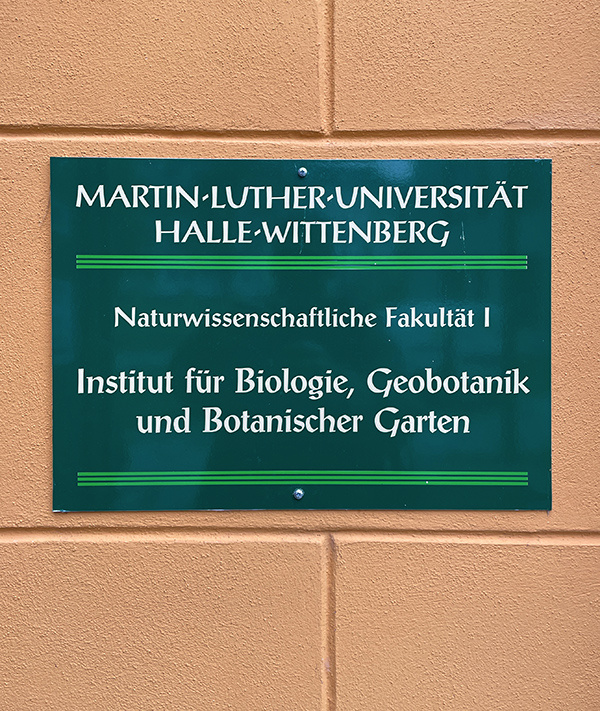 MARTIN-LUTHER-UNIVERSITÄT
HALLE-WITTENBERG
Naturwissenschaftliche Fakultät I
Institut für Biologie, Geobotanik
und Botanischer Garten